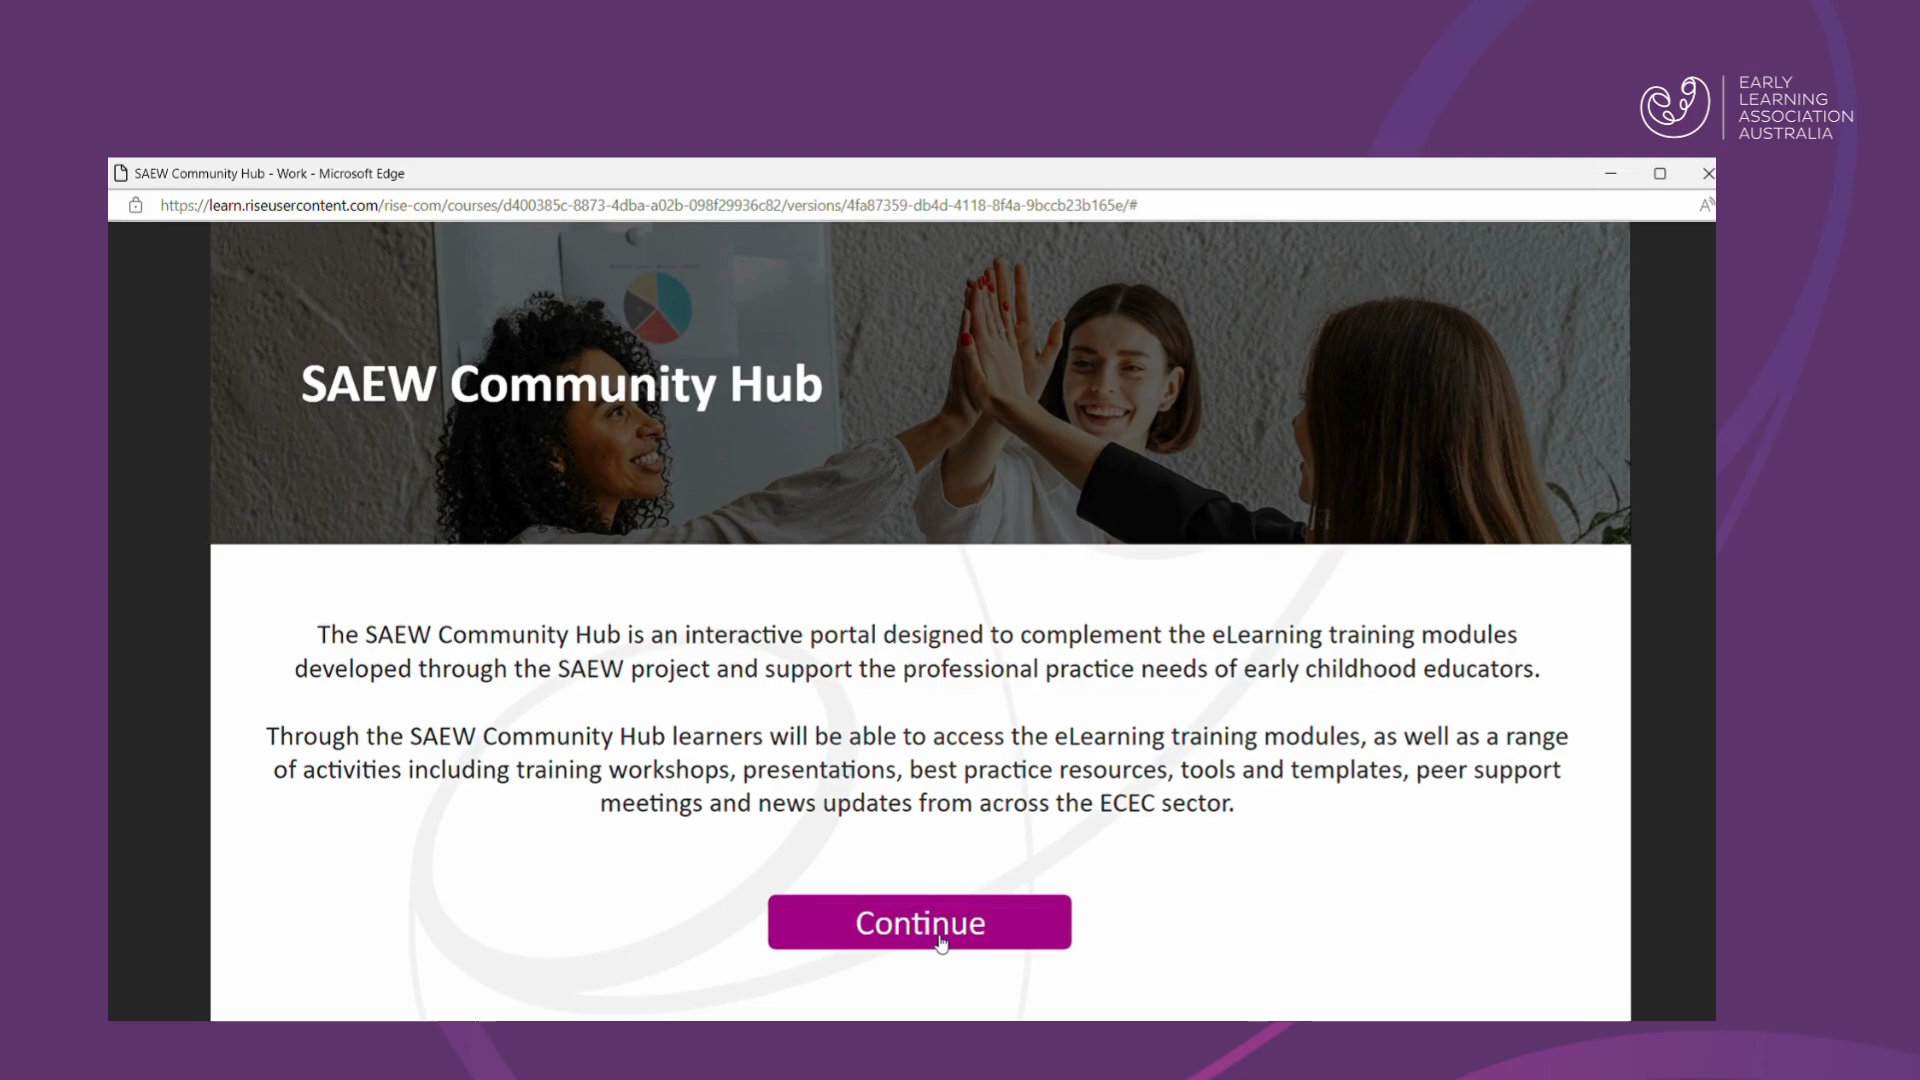 EARLY
LEARNING
ASSOCIATION
AUSTRALIA
SAEW Community Hub - Work - Microsoft Edge
https://learn.riseusercontent.com/rise-com/courses/d400385c-8873-4dba-a02b-098f29936c82/versions/4fa87359-db4d-4118-8f4a-9bccb23b165e/#
SAEW Community Hub
The SAEW Community Hub is an interactive portal designed to complement the eLearning training modules
developed through the SAEW project and support the professional practice needs of early childhood educators.
Through the SAEW Community Hub learners will be able to access the eLearning training modules, as well as a range
of activities including training workshops, presentations, best practice resources, tools and templates, peer support
meetings and news updates from across the ECEC sector.
Continue